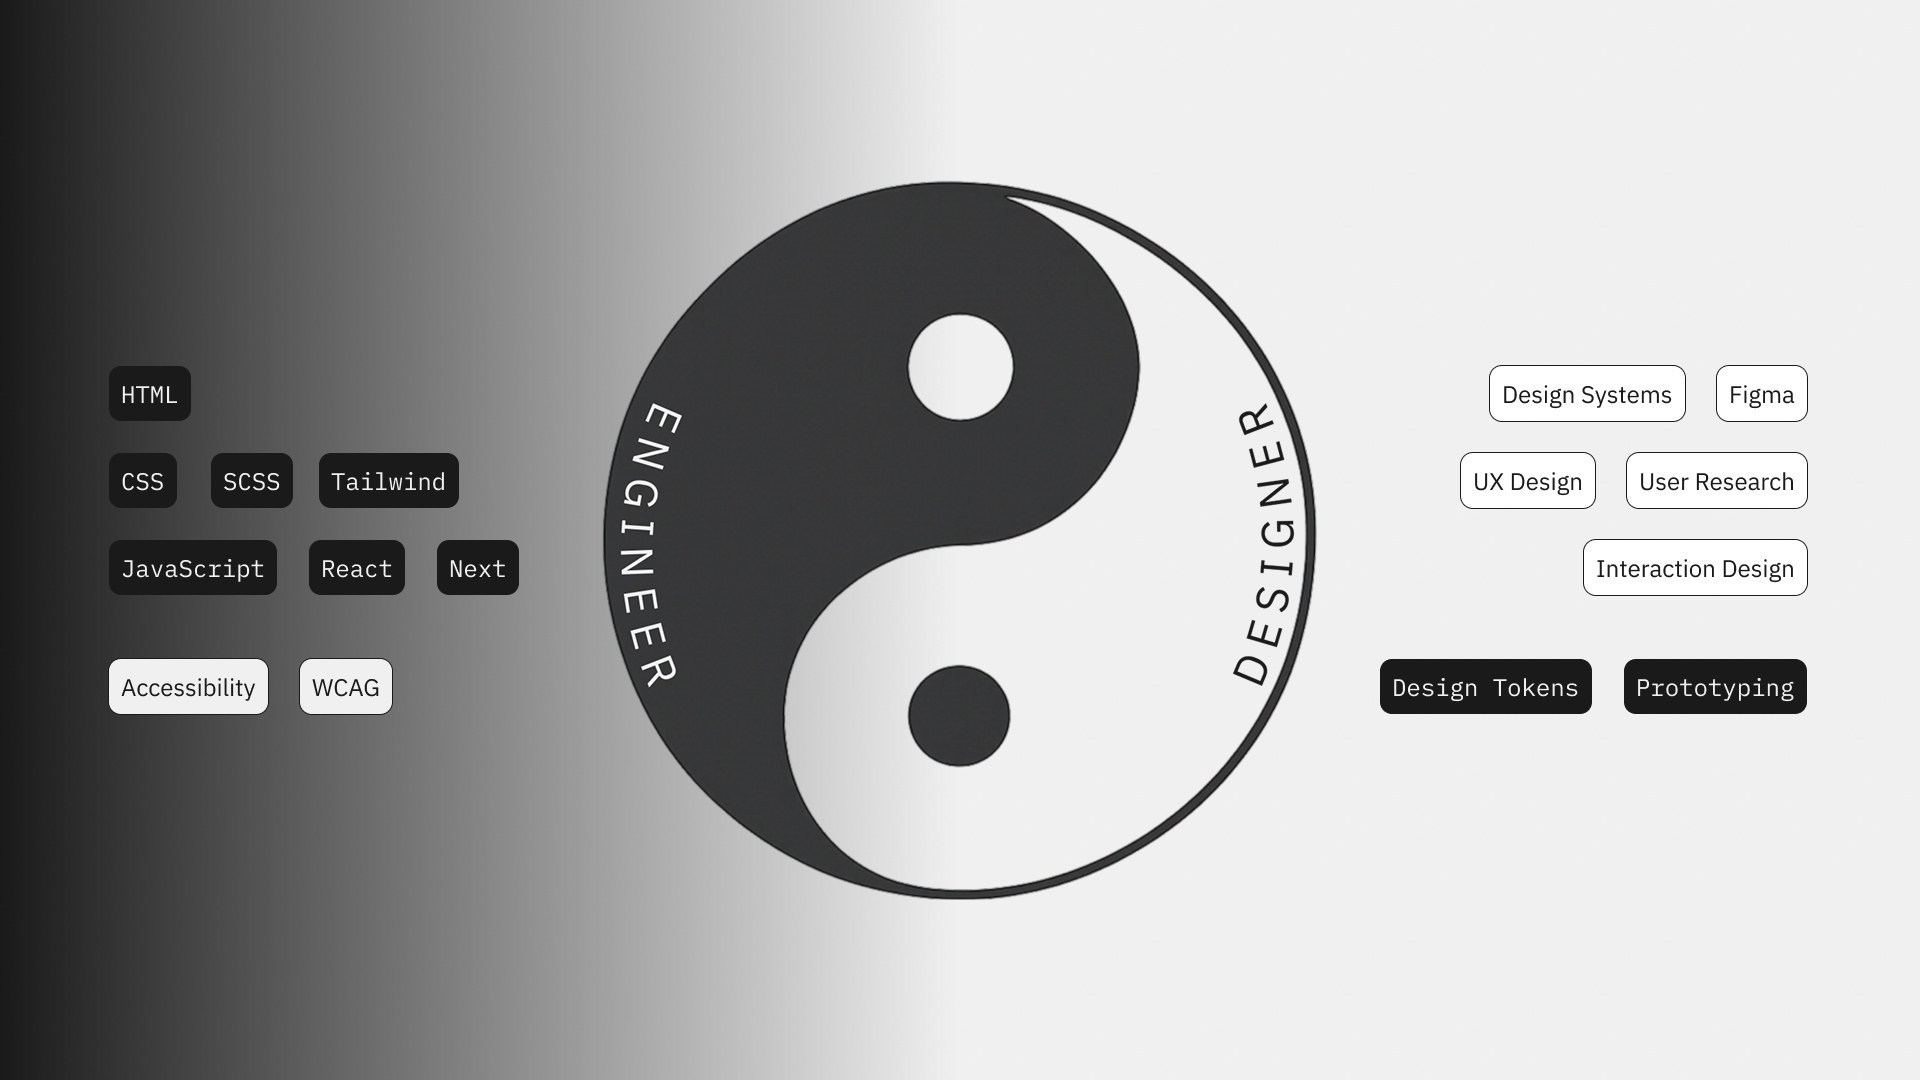 HTML
CSS SCSS Tailwind
JavaScript React Next
Accessibility WCAG
ENGINEER
DESIGNER
Design Systems Figma
UX Design User Research
Interaction Design
Design Tokens Prototyping